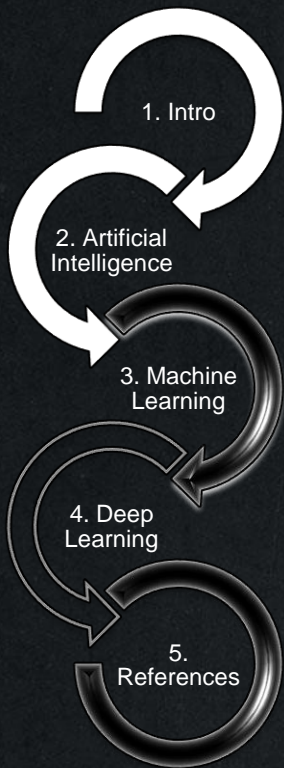 1. Intro
2. Artificial
Intelligence
3. Machine
Learning
4. Deep
Learning
5.
References